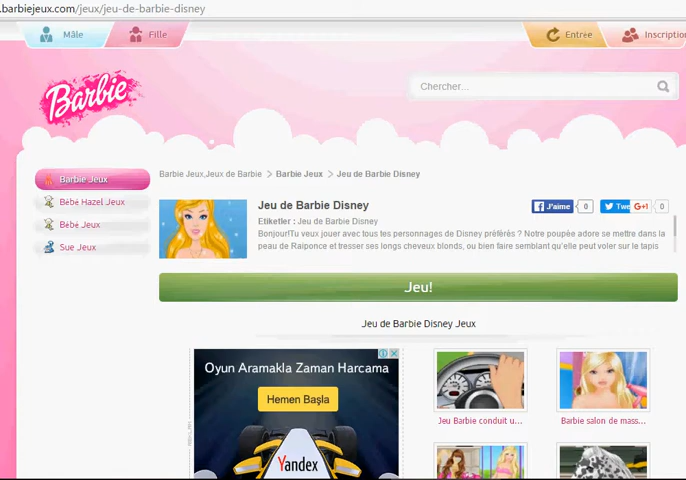 .barbiejeux.com/jeux/jeu-de-barbie-disney
Mâle
Fille
Entrée
Inscriptio
Barbie
Chercher...
Barbie Jeux
Bébé Hazel Jeux
Bébé Jeux
Sue Jeux
Barbie Jeux,Jeux de Barbie > Barbie Jeux > Jeu de Barbie Disney
Jeu de Barbie Disney
J'aime 0
Twe
G+1 0
Etiketler : Jeu de Barbie Disney
Bonjour!Tu veux jouer avec tous tes personnages de Disney préférés ? Notre poupée adore se mettre dans la
peau de Raiponce et tresser ses longs cheveux blonds, ou bien faire semblant qu'elle peut voler sur le tapis
Jeu!
Jeu de Barbie Disney Jeux
Oyun Aramakla Zaman Harcama
Hemen Başla
Yandex
Jeu Barbie conduit u...
Barbie salon de mass...